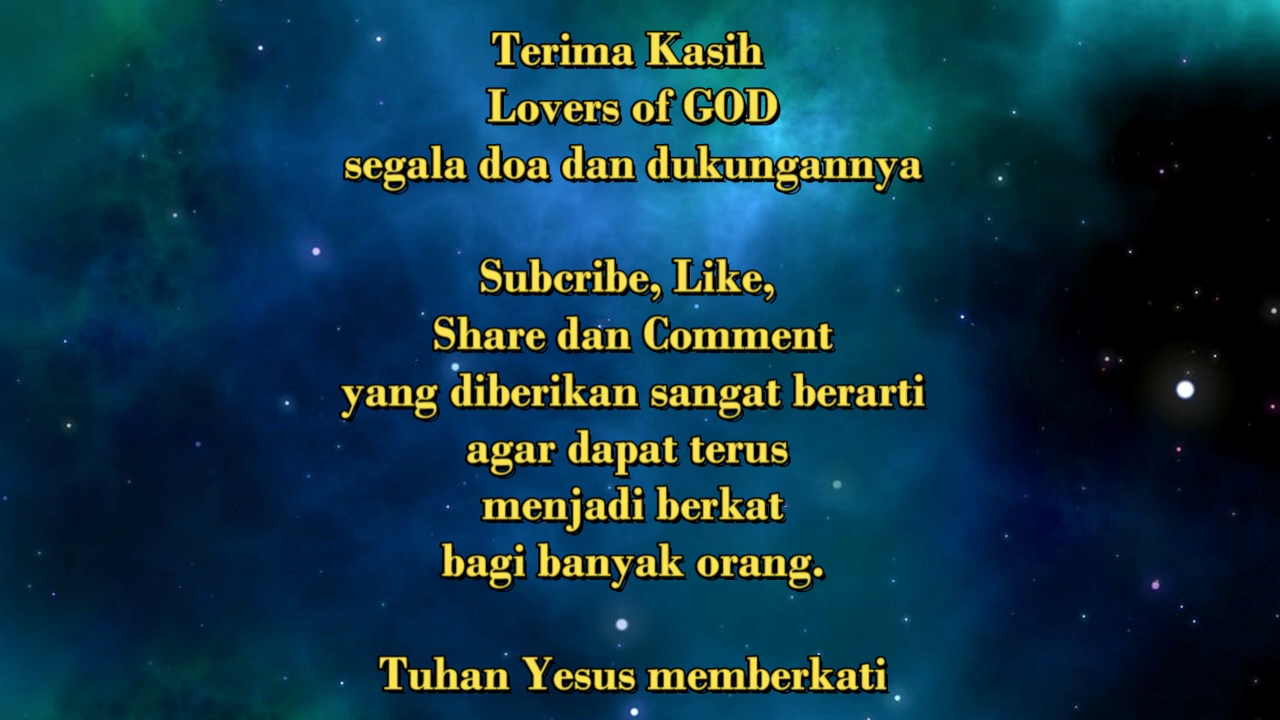 Terima Kasih
Lovers of GOD
segala doa dan dukungannya
Subcribe, Like,
Share dan Comment
yang diberikan sangat berarti
agar dapat terus
menjadi berkat
bagi banyak orang.
Tuhan Yesus memberkati